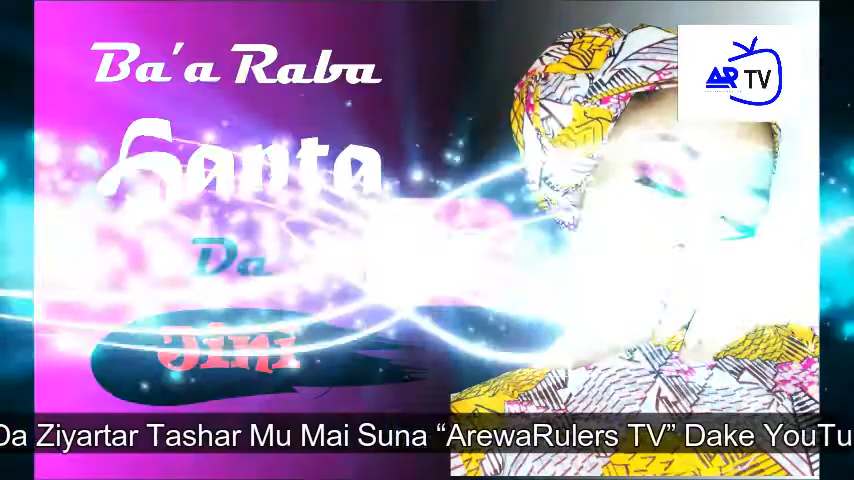 Ba'a Raba
Hanta
Da
Jini
AR TV
Da Ziyartar Tashar Mu Mai Suna “ArewaRulers TV” Dake YouTu